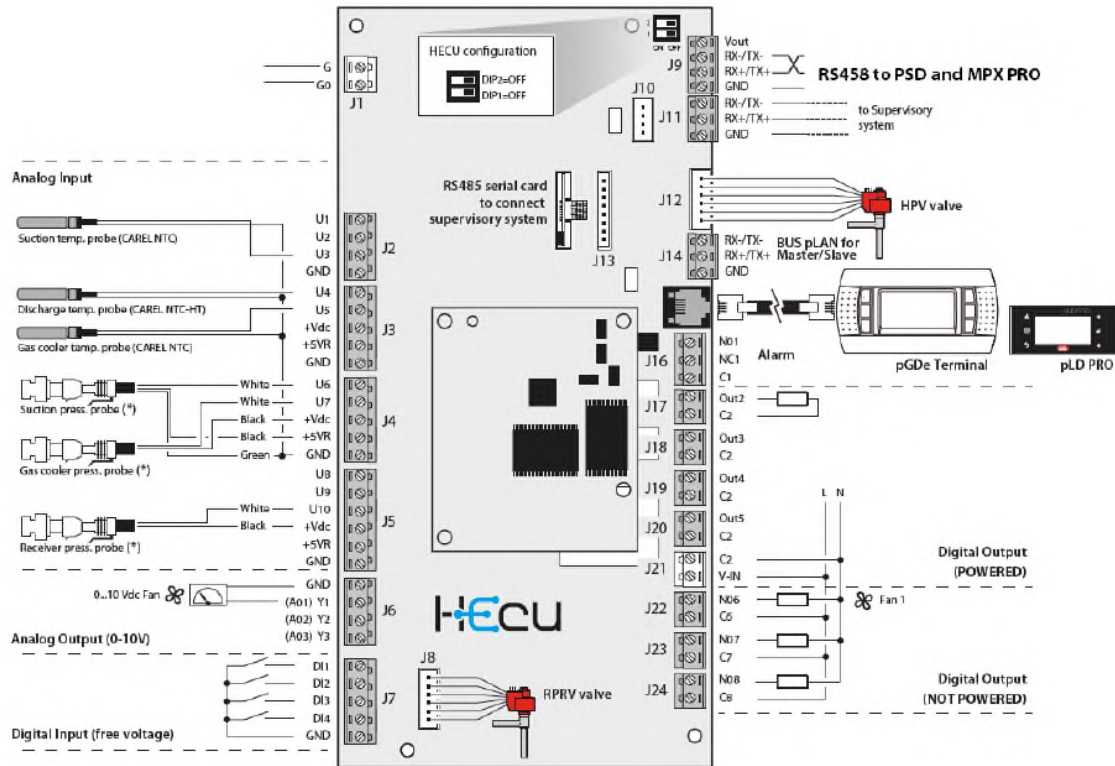 HECU configuration
DIP2=OFF
DIP1=OFF
ON OFF
G
G0
J1
Analog Input
U1
Suction temp. probe (CAREL NTC)
U2
U3
GND
J2
U4
Discharge temp. probe (CAREL NTC-HT)
U5
Gas cooler temp. probe (CAREL NTC)
+Vdc
+5VR
GND
J3
White U6
Suction press. probe (*)
White U7
Black +Vdc
Black +5VR
Green GND
Gas cooler press. probe (*)
J4
U8
U9
White U10
Black +Vdc
Receiver press. probe (*)
+5VR
GND
J5
GND
0...10 Vdc Fan
(A01) Y1
(A02) Y2
(A03) Y3
J6
Analog Output (0-10V)
DI1
DI2
DI3
DI4
GND
J7
Digital Input (free voltage)
J8
RPRV valve
HECU
RS485 serial card
to connect
supervisory system
J13
J10
J9
Vout
RX-/TX-
RX+/TX+
GND
RS458 to PSD and MPX PRO
J11
RX-/TX-
RX+/TX+
GND
to Supervisory
system
J12
HPV valve
J14
RX-/TX-
RX+/TX+
GND
BUS pLAN for
Master/Slave
pGDe Terminal
pLD PRO
J16
N01
NC1
C1
Alarm
J17
Out2
C2
J18
Out3
C2
J19
Out4
C2
J20
Out5
C2
J21
C2
V-IN
L N
Digital Output
(POWERED)
J22
N06
C6
Fan 1
J23
N07
C7
J24
N08
C8
Digital Output
(NOT POWERED)